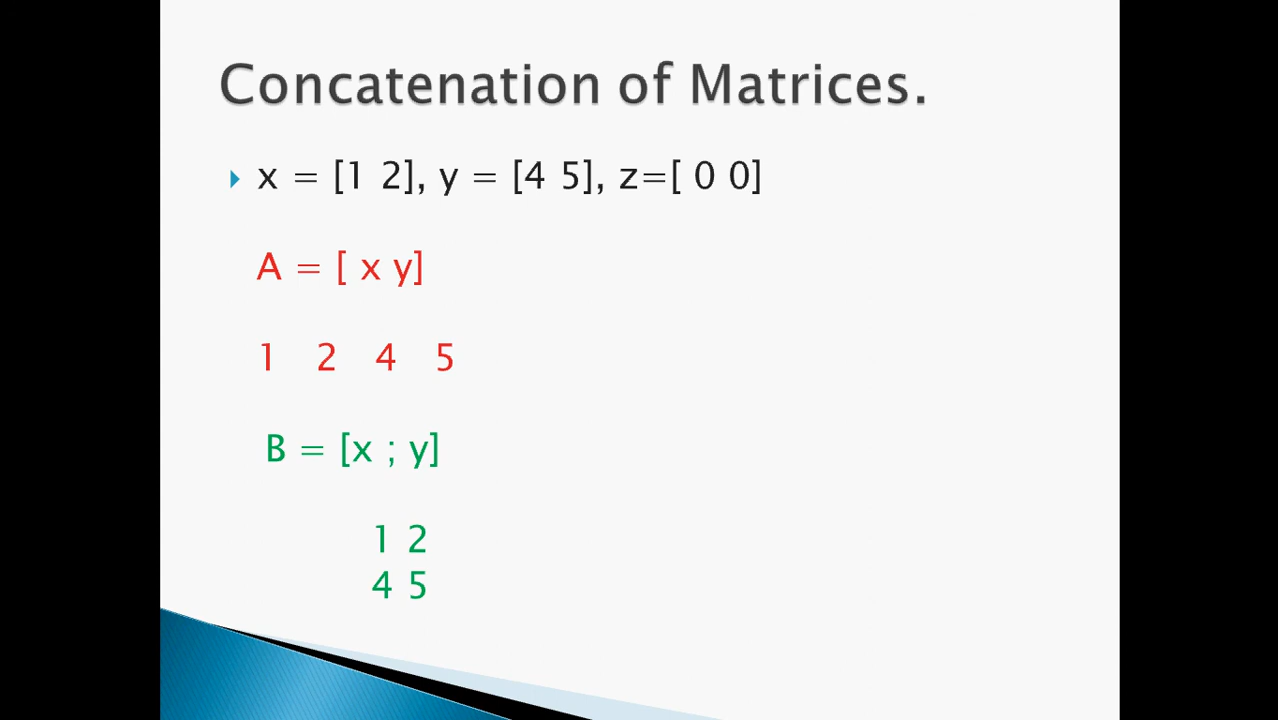 Concatenation of Matrices.
x = [1 2], y = [4 5], z=[ 0 0]
A = [ x y]
1 2 4 5
B = [x ; y]
1 2
4 5